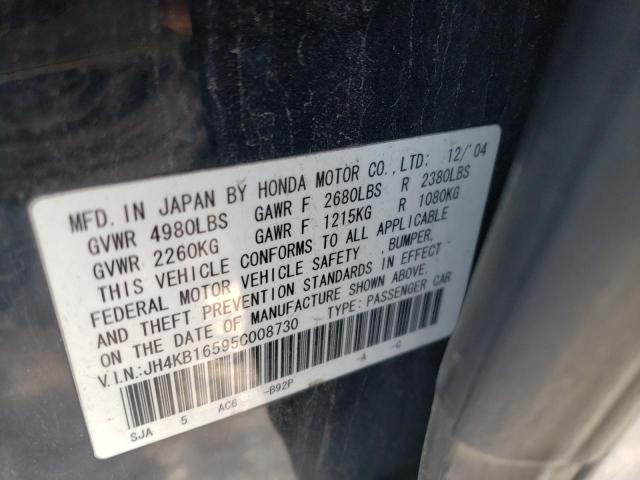 MFD. IN JAPAN BY HONDA MOTOR CO.,LTD: 12/'04
GVWR 4980LBS GAWR F 2680LBS R 2380LBS
GVWR 2260KG GAWR F 1215KG R 1080KG
THIS VEHICLE CONFORMS TO ALL APPLICABLE
FEDERAL MOTOR VEHICLE SAFETY ,BUMPER,
AND THEFT PREVENTION STANDARDS IN EFFECT
ON THE DATE OF MANUFACTURE SHOWN ABOVE.
V.I.N.:JH4KB16595C008730 TYPE: PASSENGER CAR
SJA 5 AC6 -B92P -A -C